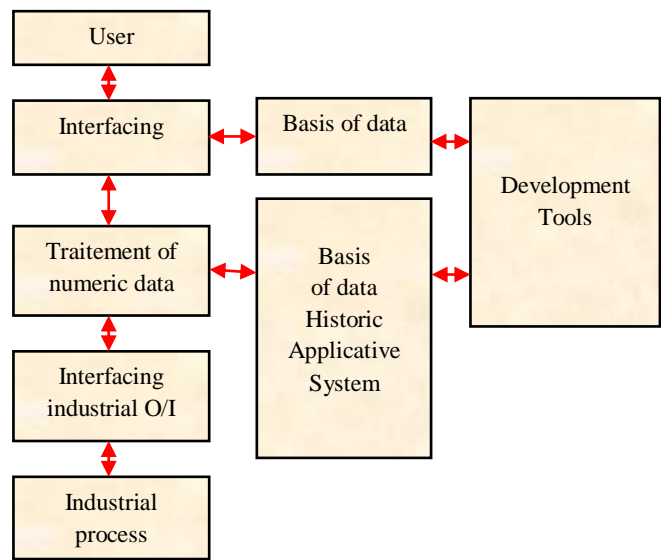 User
Interfacing
Basis of data
Development
Tools
Traitement of
numeric data
Basis
of data
Historic
Applicative
System
Interfacing
industrial O/I
Industrial
process